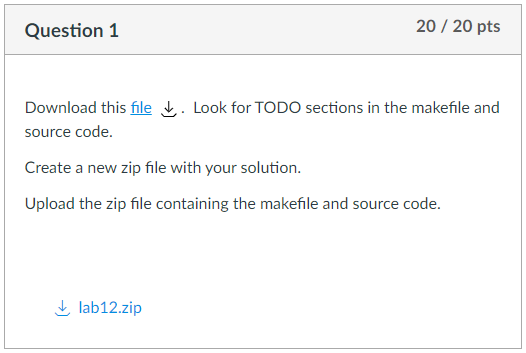 Question 1
20 / 20 pts
Download this file . Look for TODO sections in the makefile and
source code.
Create a new zip file with your solution.
Upload the zip file containing the makefile and source code.
lab12.zip